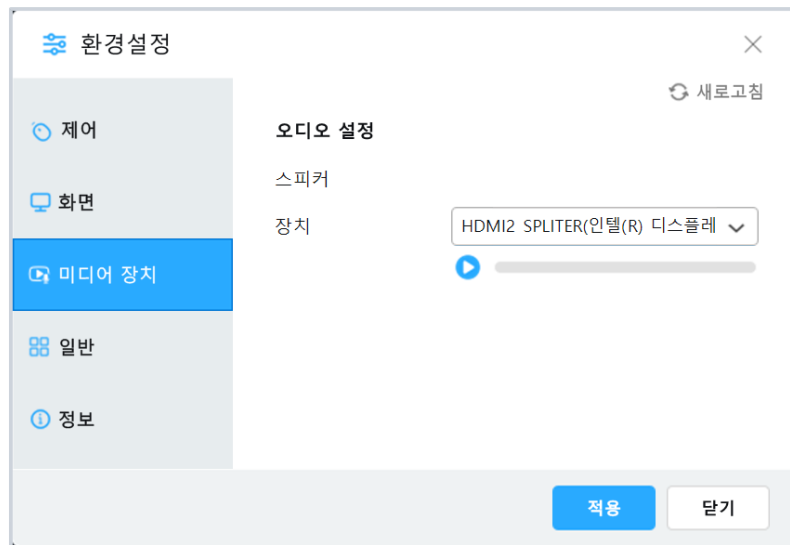 환경설정
새로고침
제어
화면
미디어 장치
일반
정보
오디오 설정
스피커
장치
HDMI2 SPLITER(인텔(R) 디스플레
적용
닫기